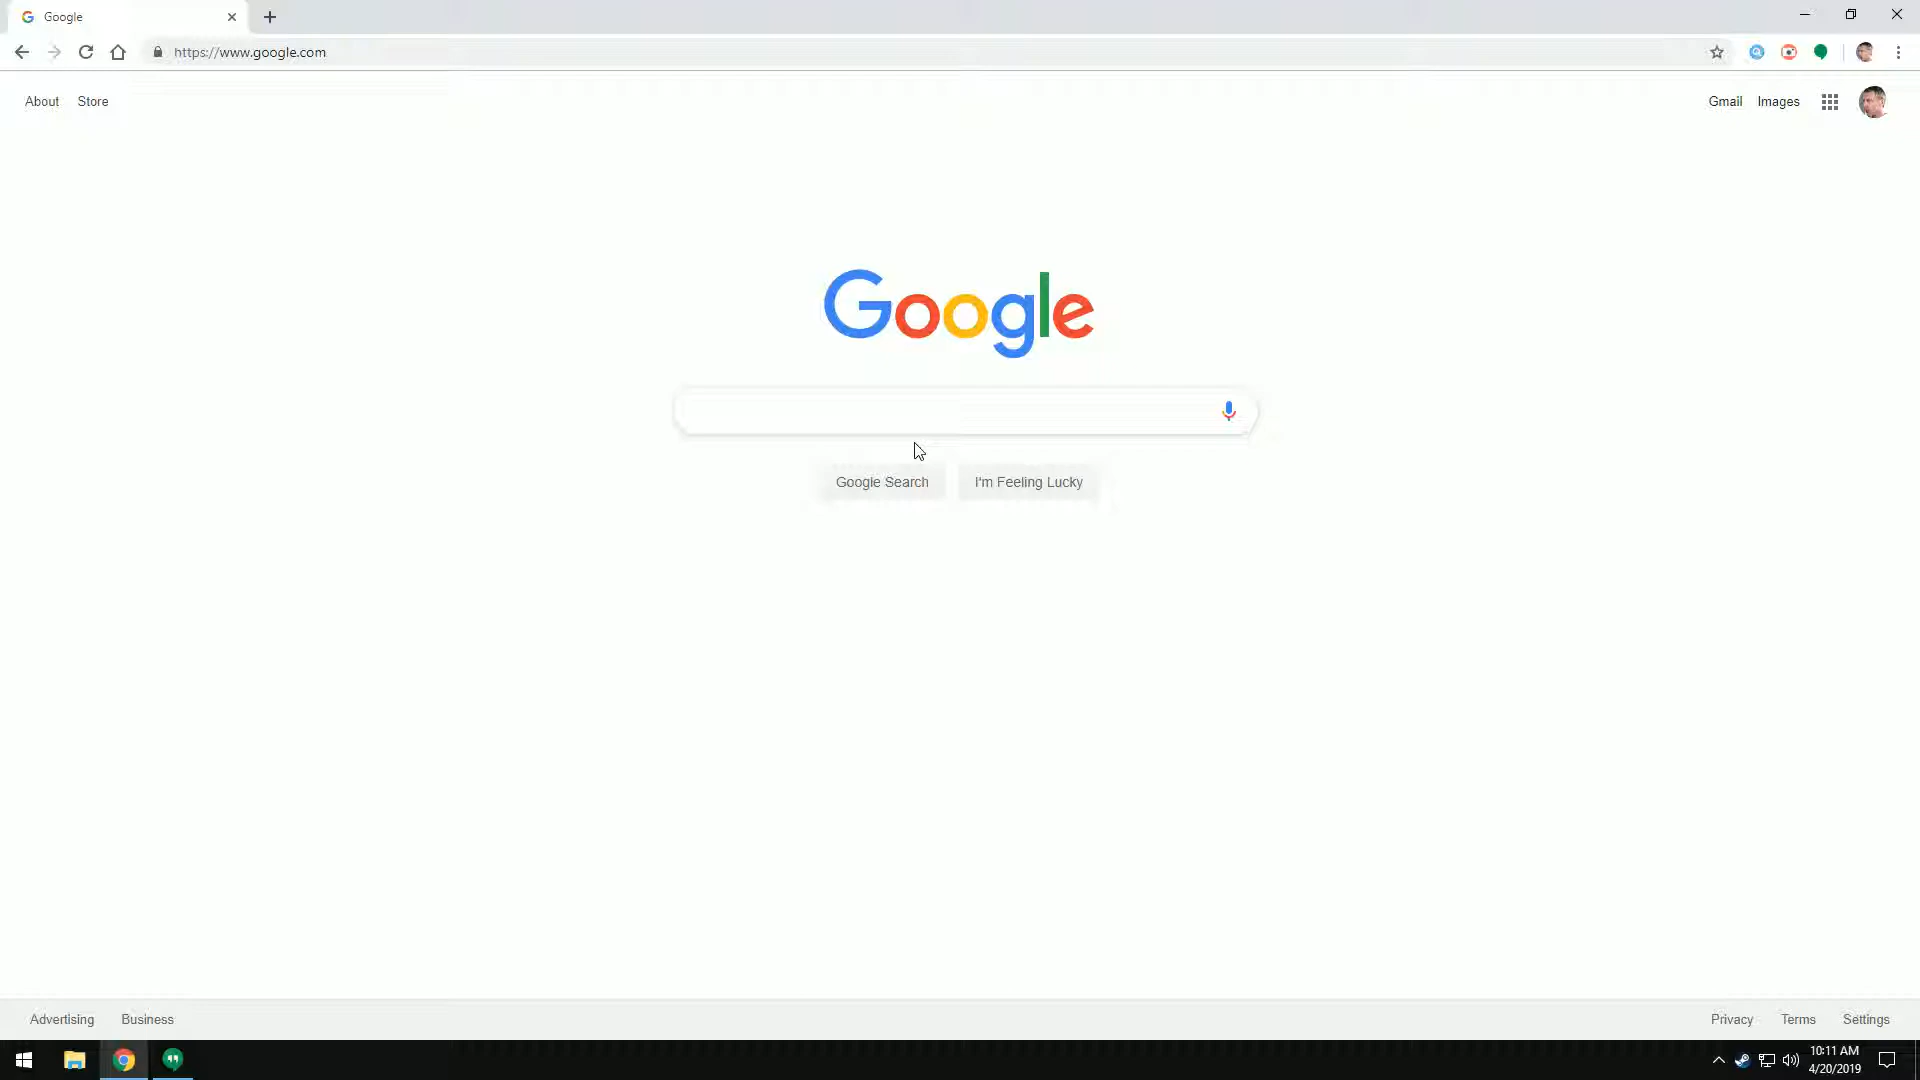 Google
https://www.google.com
About Store
Gmail Images
Google
Google Search I'm Feeling Lucky
Advertising Business
Privacy Terms Settings
10:11 AM
4/20/2019